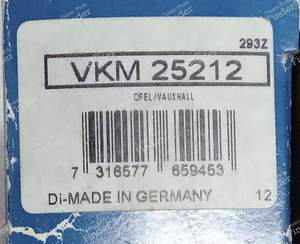 293Z
VKM 25212
OPEL/VAUXHALL
7 316577 659453
Di-MADE IN GERMANY 12